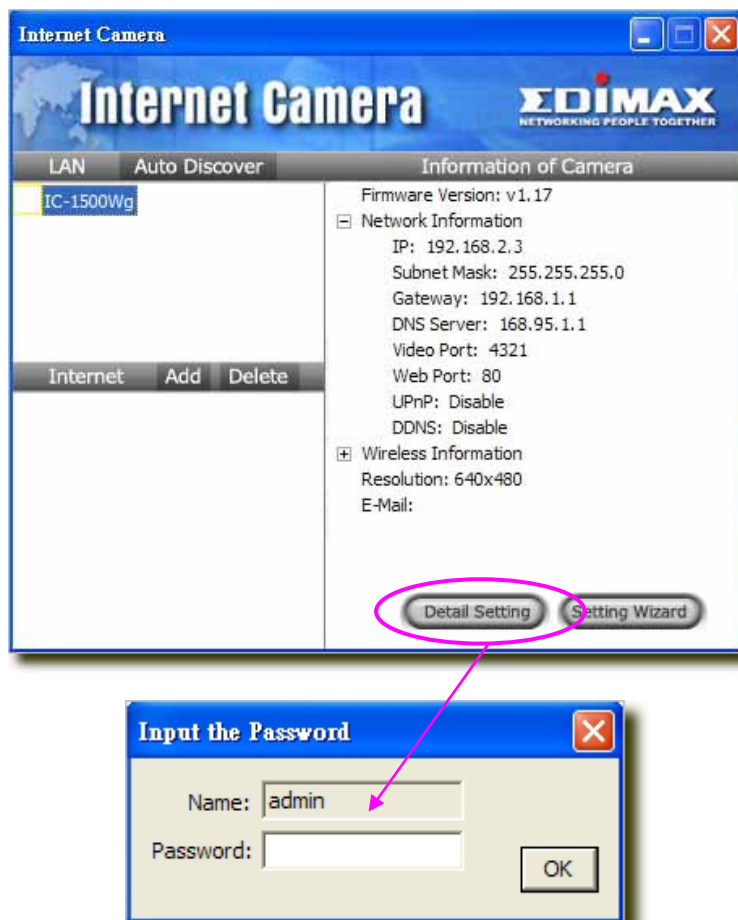 Internet Camera
Internet Camera
EDIMAX
NETWORKING PEOPLE TOGETHER
LAN Auto Discover
IC-1500Wg
Internet Add Delete
Information of Camera
Firmware Version: v1.17
Network Information
IP: 192.168.2.3
Subnet Mask: 255.255.255.0
Gateway: 192.168.1.1
DNS Server: 168.95.1.1
Video Port: 4321
Web Port: 80
UPnP: Disable
DDNS: Disable
Wireless Information
Resolution: 640x480
E-Mail:
Detail Setting Setting Wizard
Input the Password
Name: admin
Password:
OK